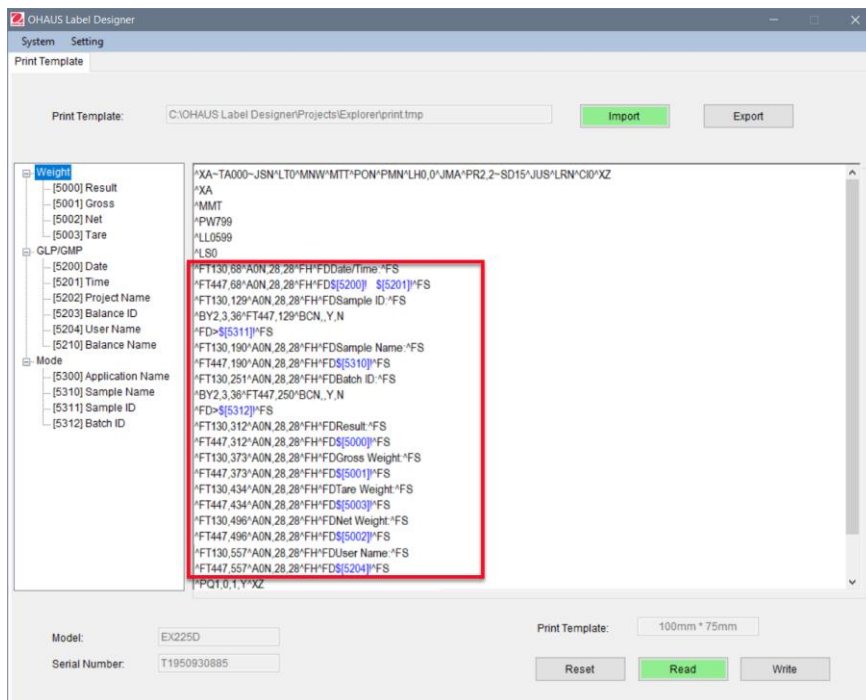 OHAUS Label Designer
System Setting
Print Template
Print Template: C:\OHAUS Label Designer\Projects\Explorer\print.tmp Import Export
Weight
[5000] Result
[5001] Gross
[5002] Net
[5003] Tare
GLP/GMP
[5200] Date
[5201] Time
[5202] Project Name
[5203] Balance ID
[5204] User Name
[5210] Balance Name
Mode
[5300] Application Name
[5310] Sample Name
[5311] Sample ID
[5312] Batch ID
^XA~TA000~JSN^LT0^MNW^MTT^PON^PMN^LH0,0^JMA^PR2,2~SD15^JUS^LRN^CI0^XZ
^XA
^MMT
^PW799
^LL0599
^LS0
^FT130,68^A0N,28,28^FH^FDDate/Time:^FS
^FT447,68^A0N,28,28^FH^FD$[5200]! $[5201]!^FS
^FT130,129^A0N,28,28^FH^FDSample ID:^FS
^BY2,3,36^FT447,129^BCN,,Y,N
^FD>$[5311]!^FS
^FT130,190^A0N,28,28^FH^FDSample Name:^FS
^FT447,190^A0N,28,28^FH^FD$[5310]!^FS
^FT130,251^A0N,28,28^FH^FDBatch ID:^FS
^BY2,3,36^FT447,250^BCN,,Y,N
^FD>$[5312]!^FS
^FT130,312^A0N,28,28^FH^FDResult:^FS
^FT447,312^A0N,28,28^FH^FD$[5000]!^FS
^FT130,373^A0N,28,28^FH^FDGross Weight:^FS
^FT447,373^A0N,28,28^FH^FD$[5001]!^FS
^FT130,434^A0N,28,28^FH^FDTare Weight:^FS
^FT447,434^A0N,28,28^FH^FD$[5003]!^FS
^FT130,496^A0N,28,28^FH^FDNet Weight:^FS
^FT447,496^A0N,28,28^FH^FD$[5002]!^FS
^FT130,557^A0N,28,28^FH^FDUser Name:^FS
^FT447,557^A0N,28,28^FH^FD$[5204]!^FS
^PQ1,0,1,Y^XZ
Model: EX225D
Print Template: 100mm * 75mm
Serial Number: T1950930885
Reset Read Write